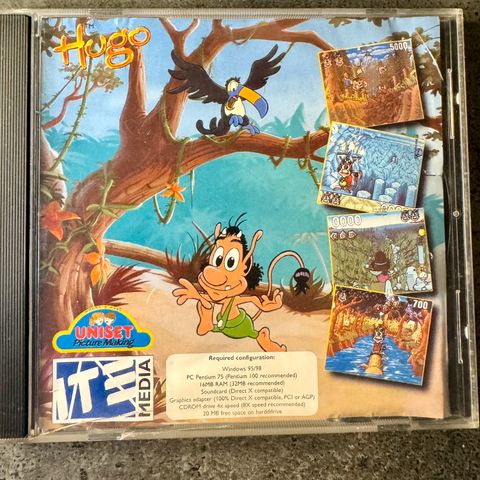 Hugo
TM
5000
0000
700
UNISET
Picture Making
ITE
MEDIA
Required configuration:
Windows 95/98
PC Pentium 75 (Pentium 100 recommended)
16MB RAM (32MB recommended)
Soundcard (Direct X compatible)
Graphics adapter (100% Direct X compatible, PCI or AGP)
CDROM drive 4x speed (8X speed recommended)
20 MB free space on harddrive